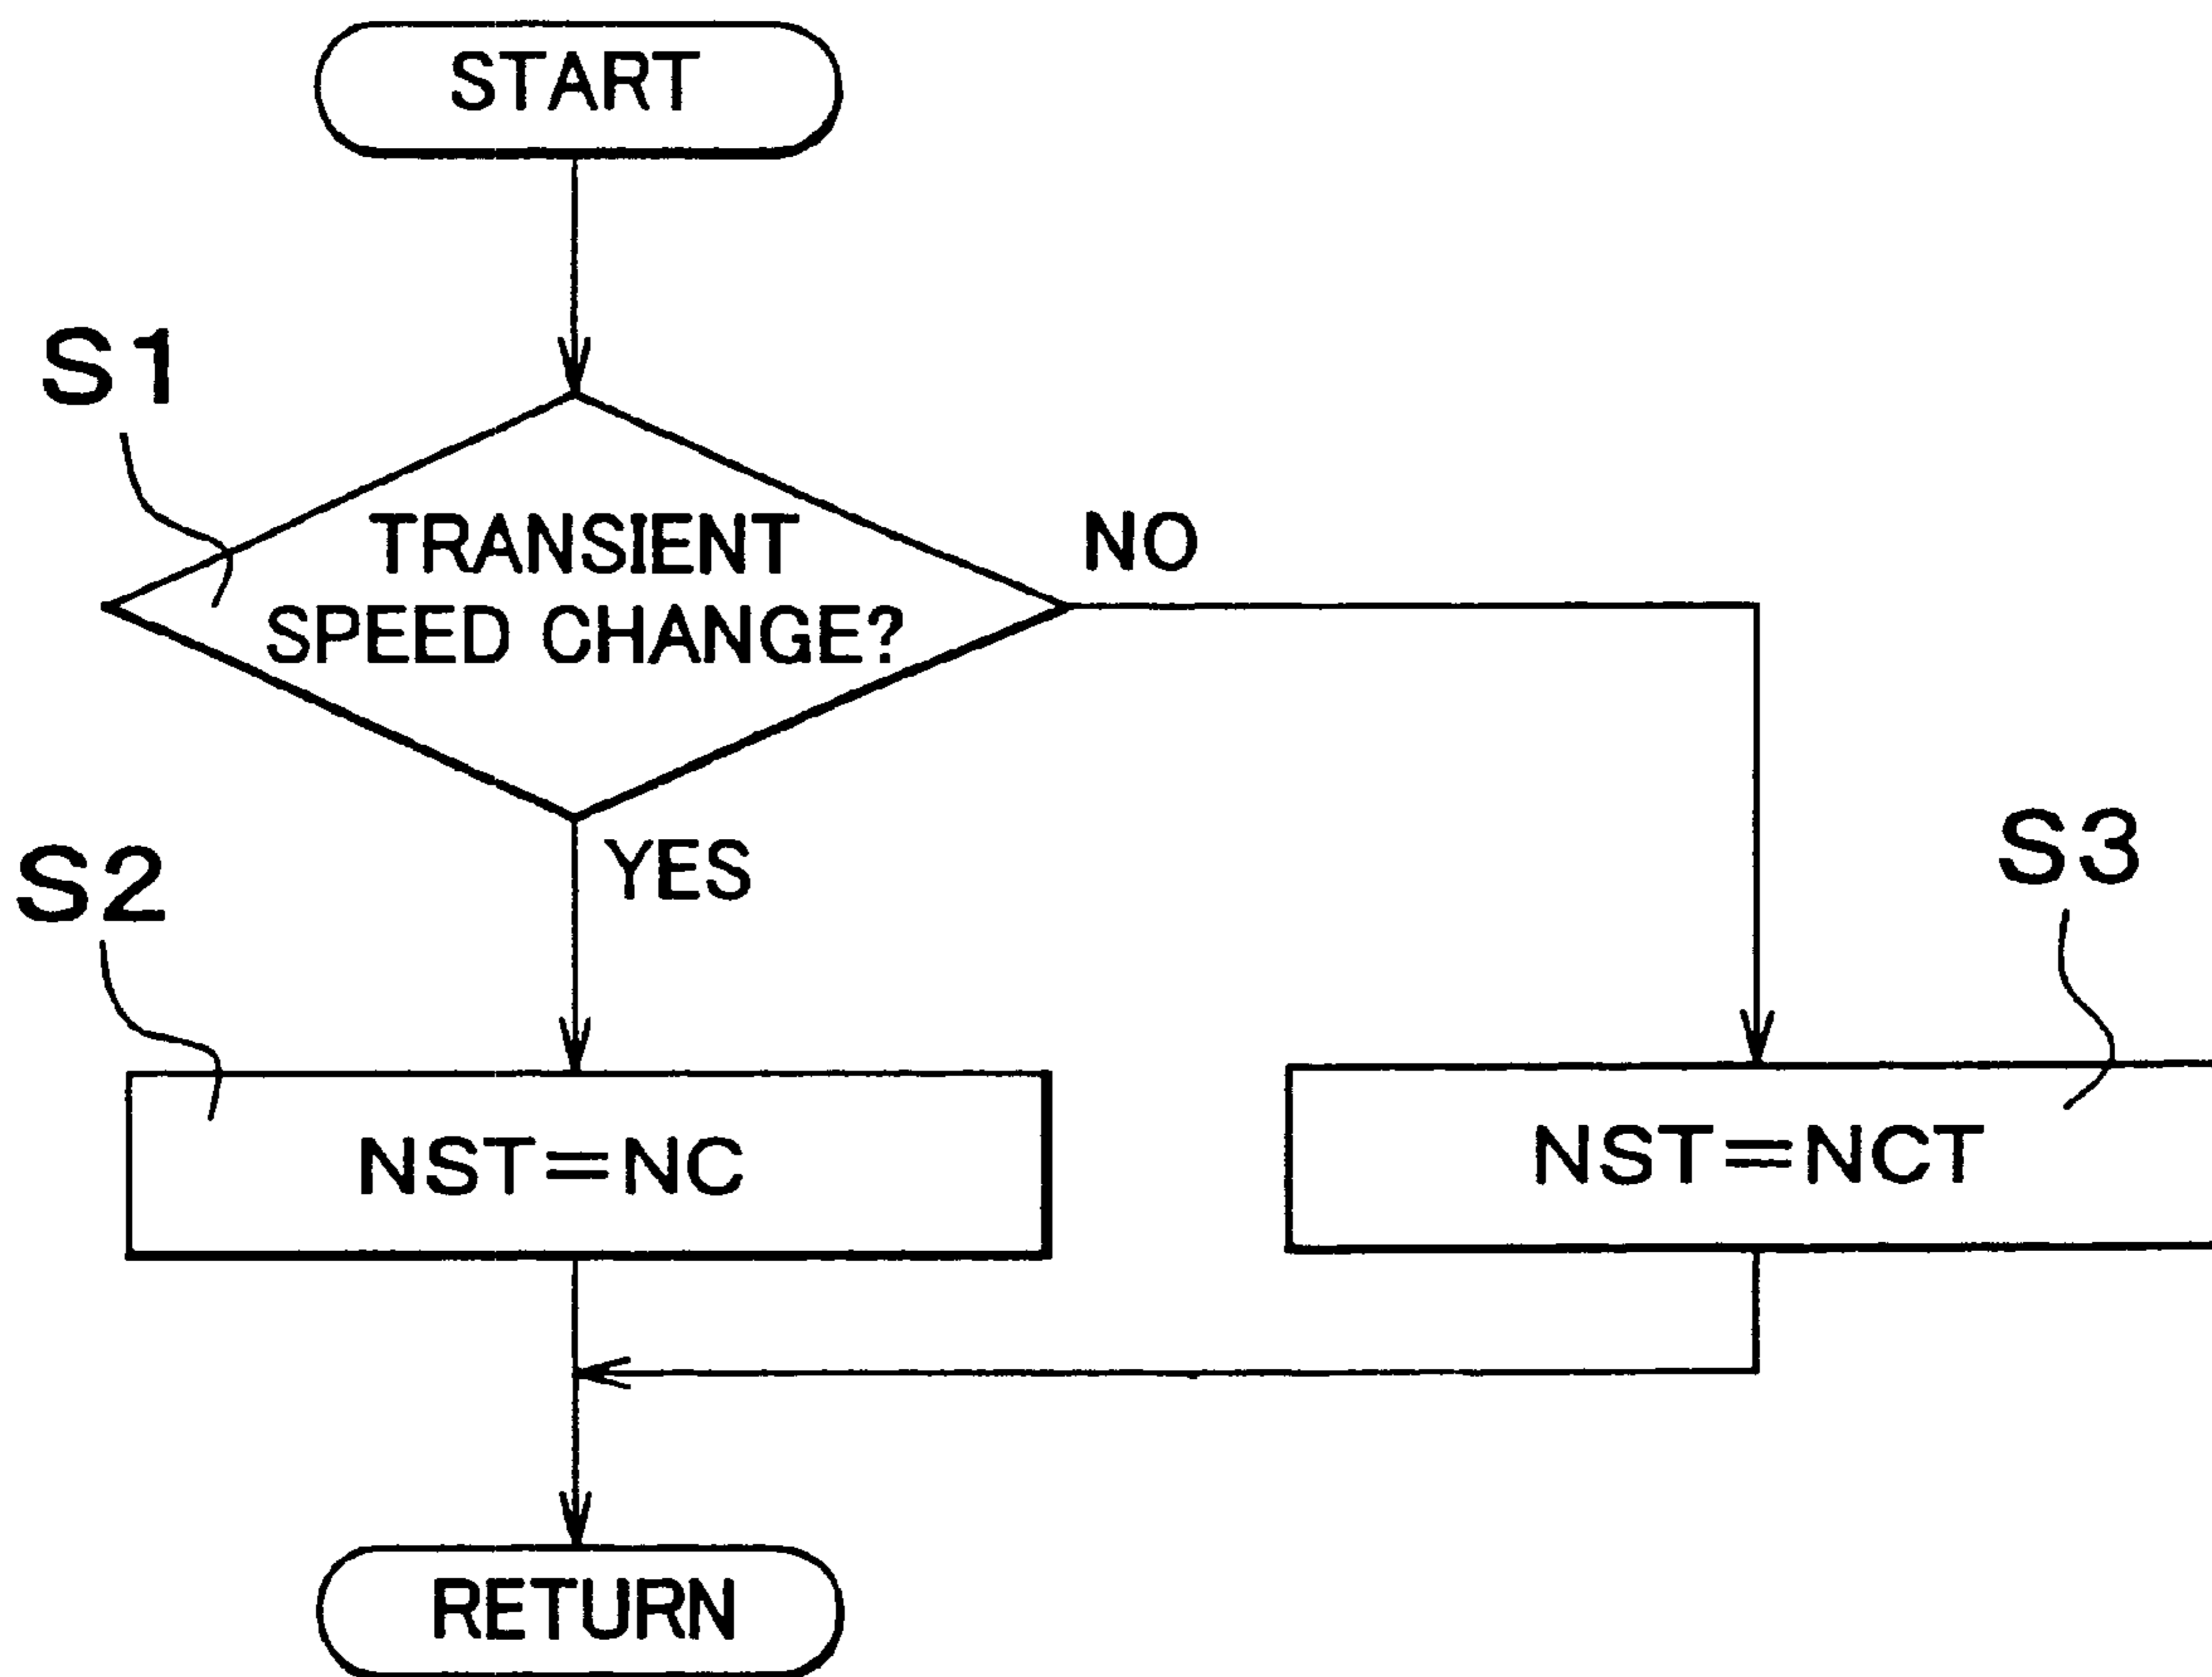 START
S1
TRANSIENT
SPEED CHANGE?
NO
YES
S2
S3
NST=NC
NST=NCT
RETURN